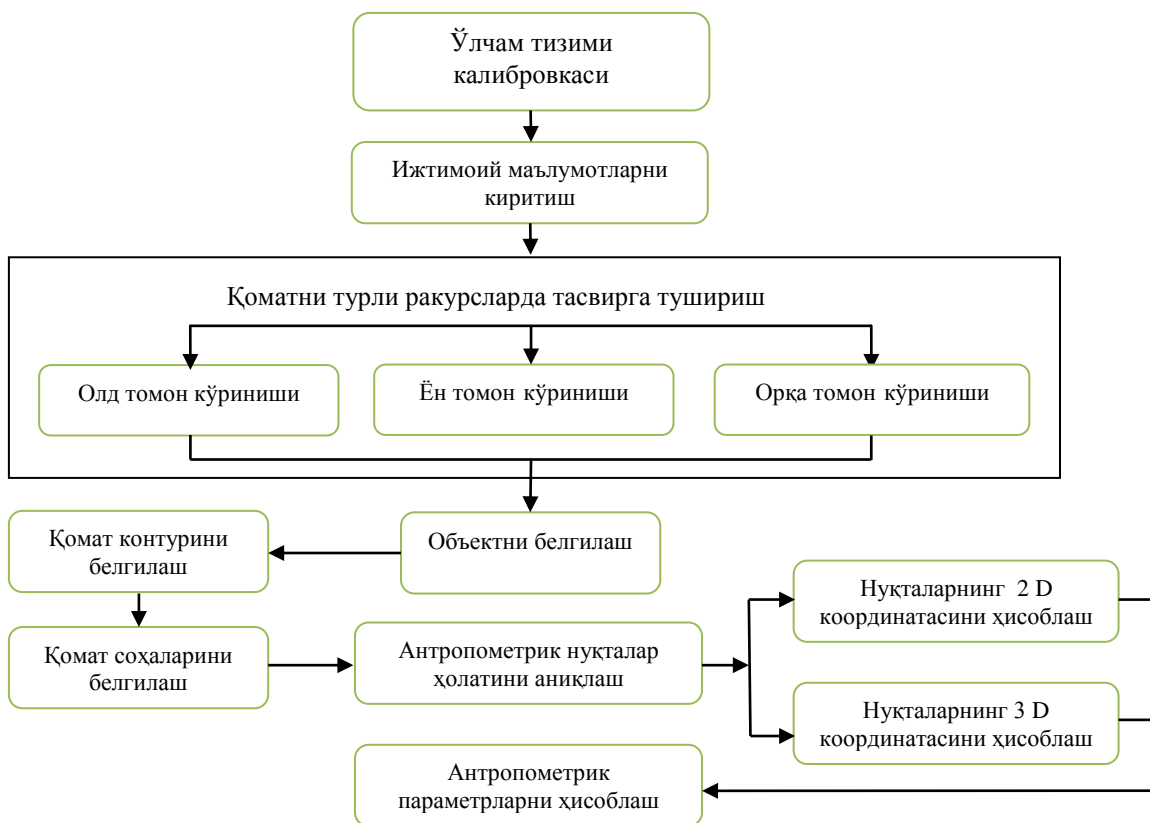 Ўлчам тизими
калибровкаси
Ижтимоий маълумотларни
киритиш
Қоматни турли ракурсларда тасвирга тушириш
Олд томон кўриниши
Ён томон кўриниши
Орқа томон кўриниши
Объектни белгилаш
Қомат контурини
белгилаш
Қомат соҳаларини
белгилаш
Антропометрик нуқталар
ҳолатини аниқлаш
Нуқталарнинг 2 D
координатасини ҳисоблаш
Нуқталарнинг 3 D
координатасини ҳисоблаш
Антропометрик
параметрларни ҳисоблаш